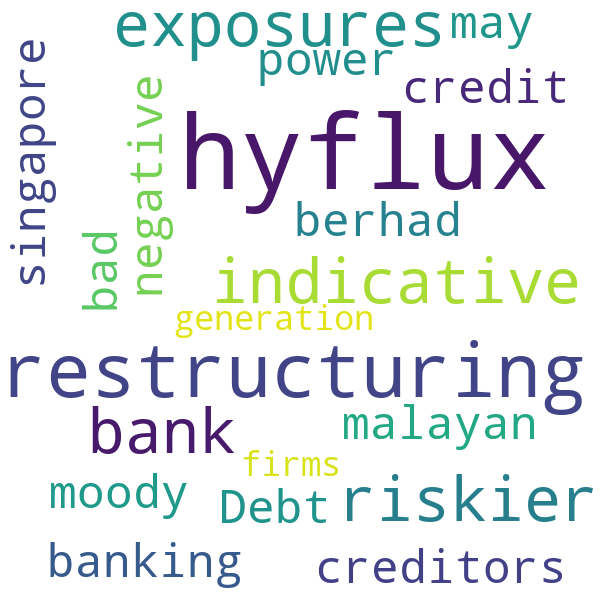 exposures
may
power
credit
singapore
negative
hyflux
berhad
bad
indicative
generation
restructuring
bank
malayan
firms
moody
Debt
riskier
banking
creditors